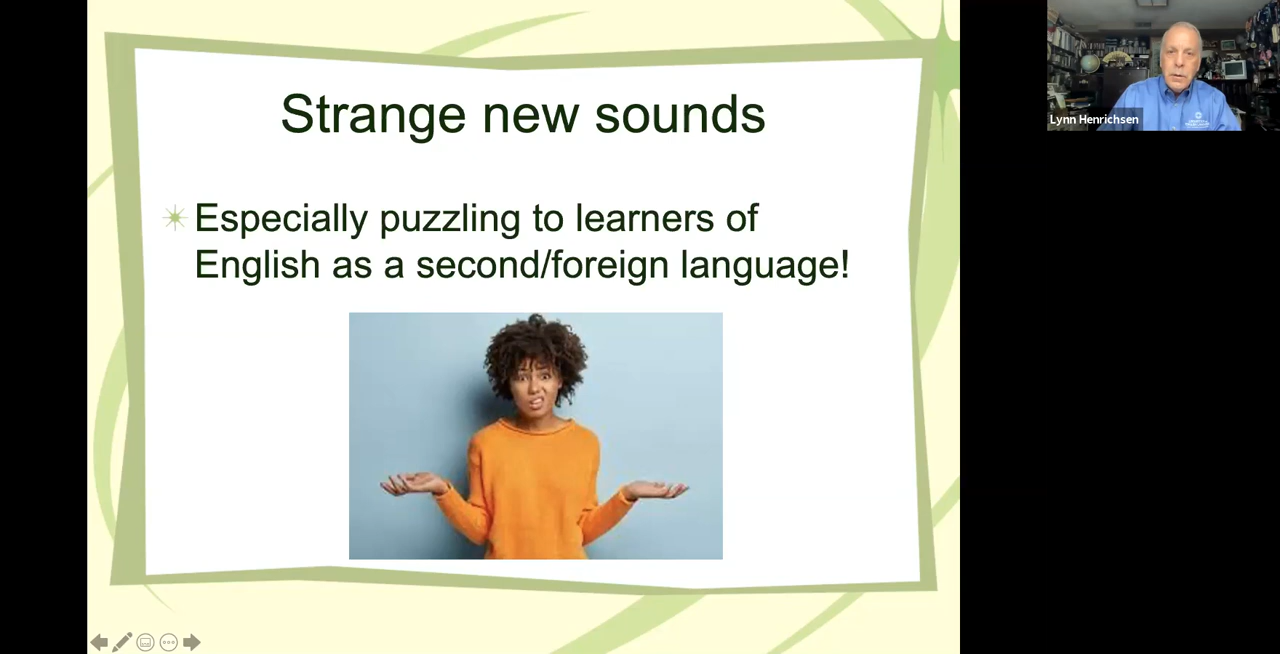 Strange new sounds
Especially puzzling to learners of
English as a second/foreign language!
Lynn Henrichsen